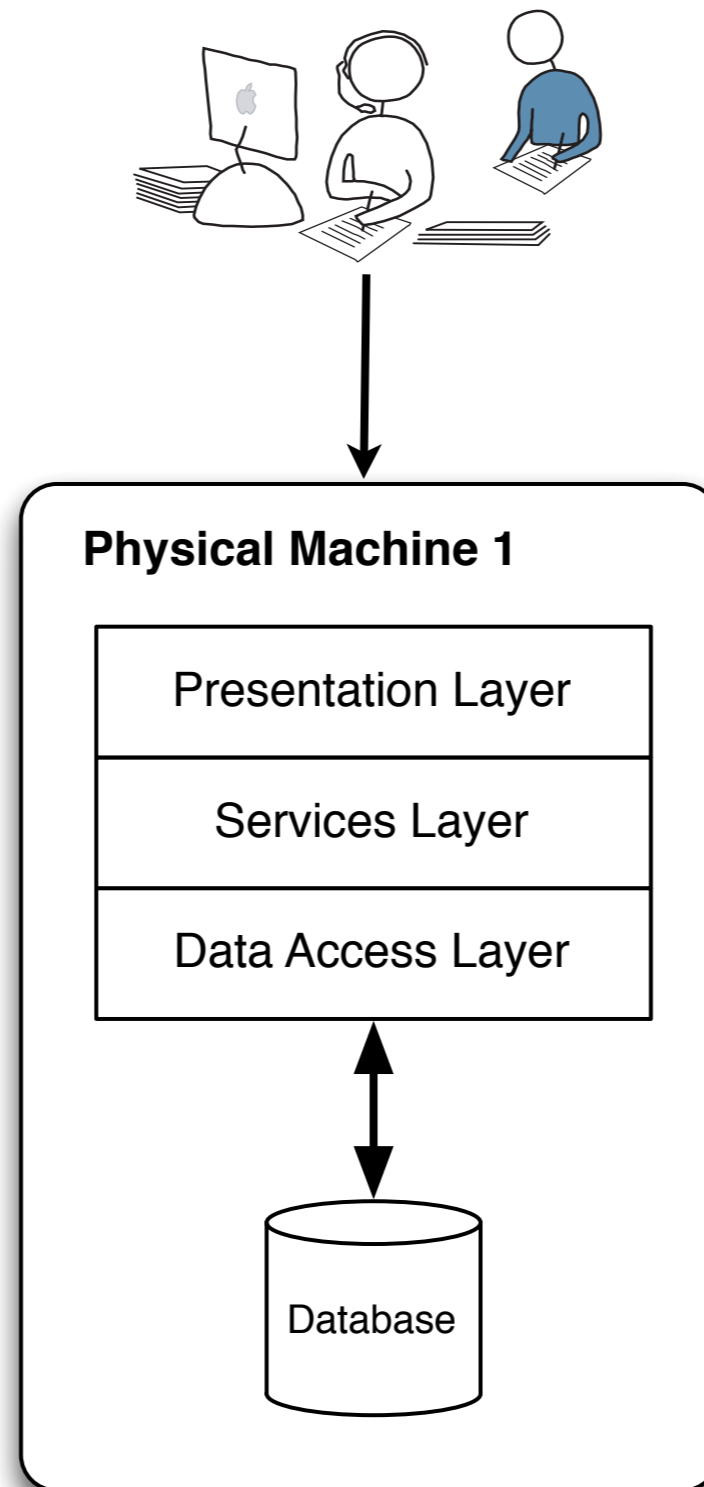 Physical Machine 1
Presentation Layer
Services Layer
Data Access Layer
Database